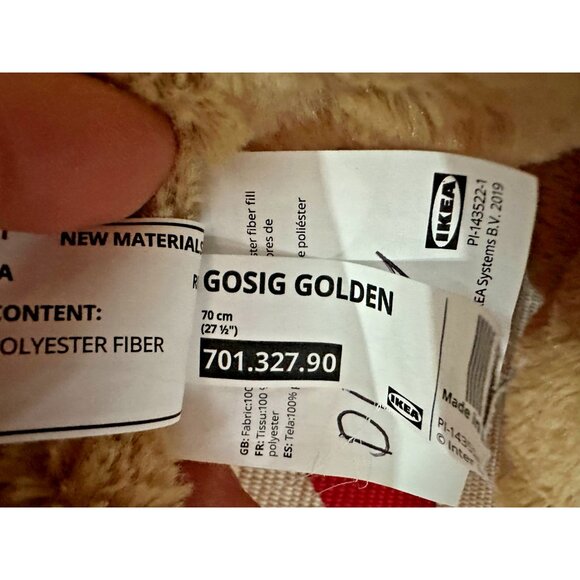 NEW MATERIALS
A
CONTENT:
OLYESTER FIBER
GOSIG GOLDEN
70 cm
(27 ½")
701.327.90
IKEA
Made in
PI-143
© Inter
fiber fill
de poliéster
IKEA
PI-143522-1
EA Systems B.V. 2019
GB: Fabric:100
FR: Tissu:100
polyester
ES: Tela:100%